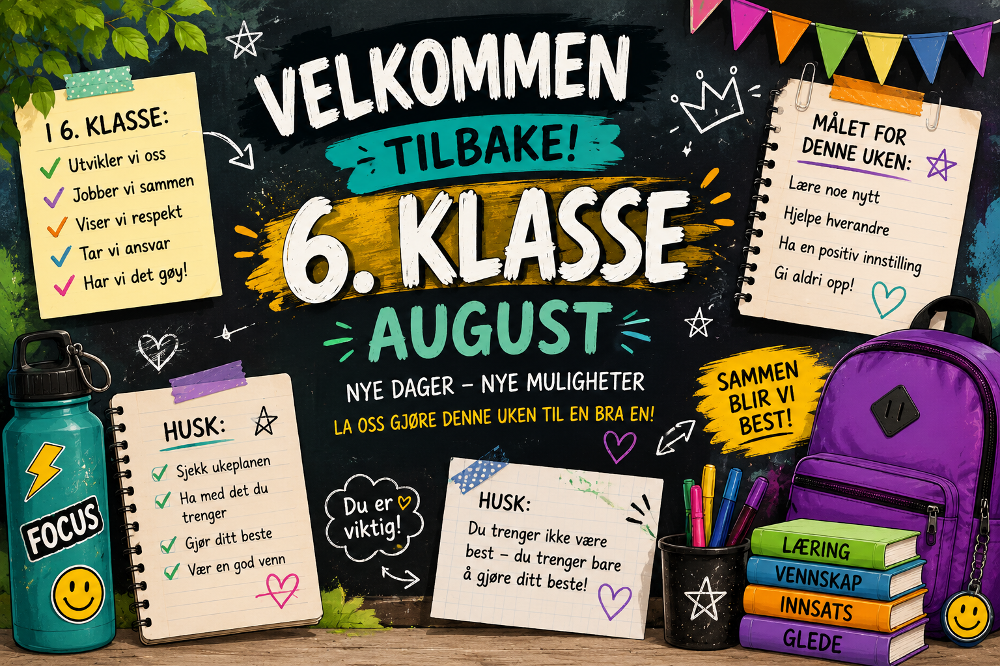 VELKOMMEN
TILBAKE!
6. KLASSE
AUGUST
NYE DAGER – NYE MULIGHETER
LA OSS GJØRE DENNE UKEN TIL EN BRA EN!
I 6. KLASSE:
Utvikler vi oss
Jobber vi sammen
Viser vi respekt
Tar vi ansvar
Har vi det gøy!
MÅLET FOR
DENNE UKEN:
Lære noe nytt
Hjelpe hverandre
Ha en positiv innstilling
Gi aldri opp!
SAMMEN
BLIR VI
BEST!
FOCUS
HUSK:
Sjekk ukeplanen
Ha med det du
trenger
Gjør ditt beste
Vær en god venn
Du er
viktig!
HUSK:
Du trenger ikke være
best – du trenger bare
å gjøre ditt beste!
LÆRING
VENNSKAP
INNSATS
GLEDE